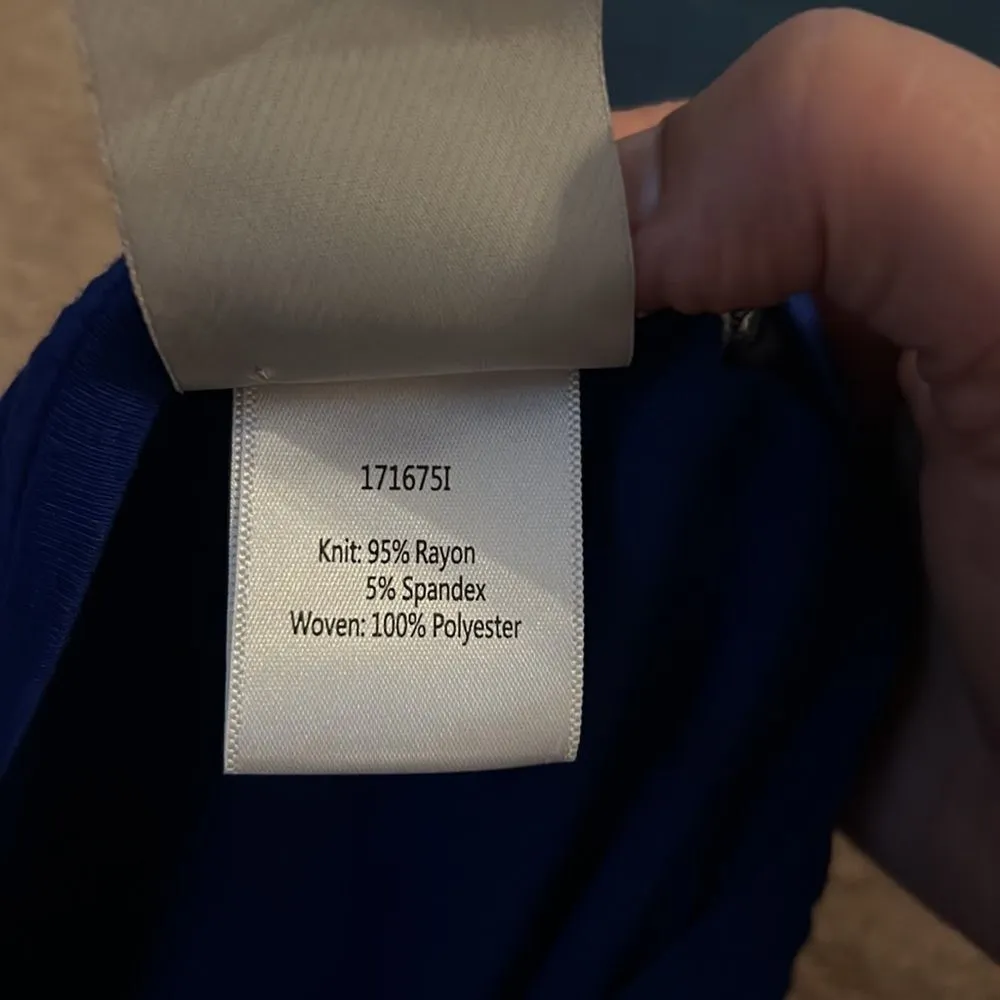 171675I
Knit: 95% Rayon
5% Spandex
Woven: 100% Polyester